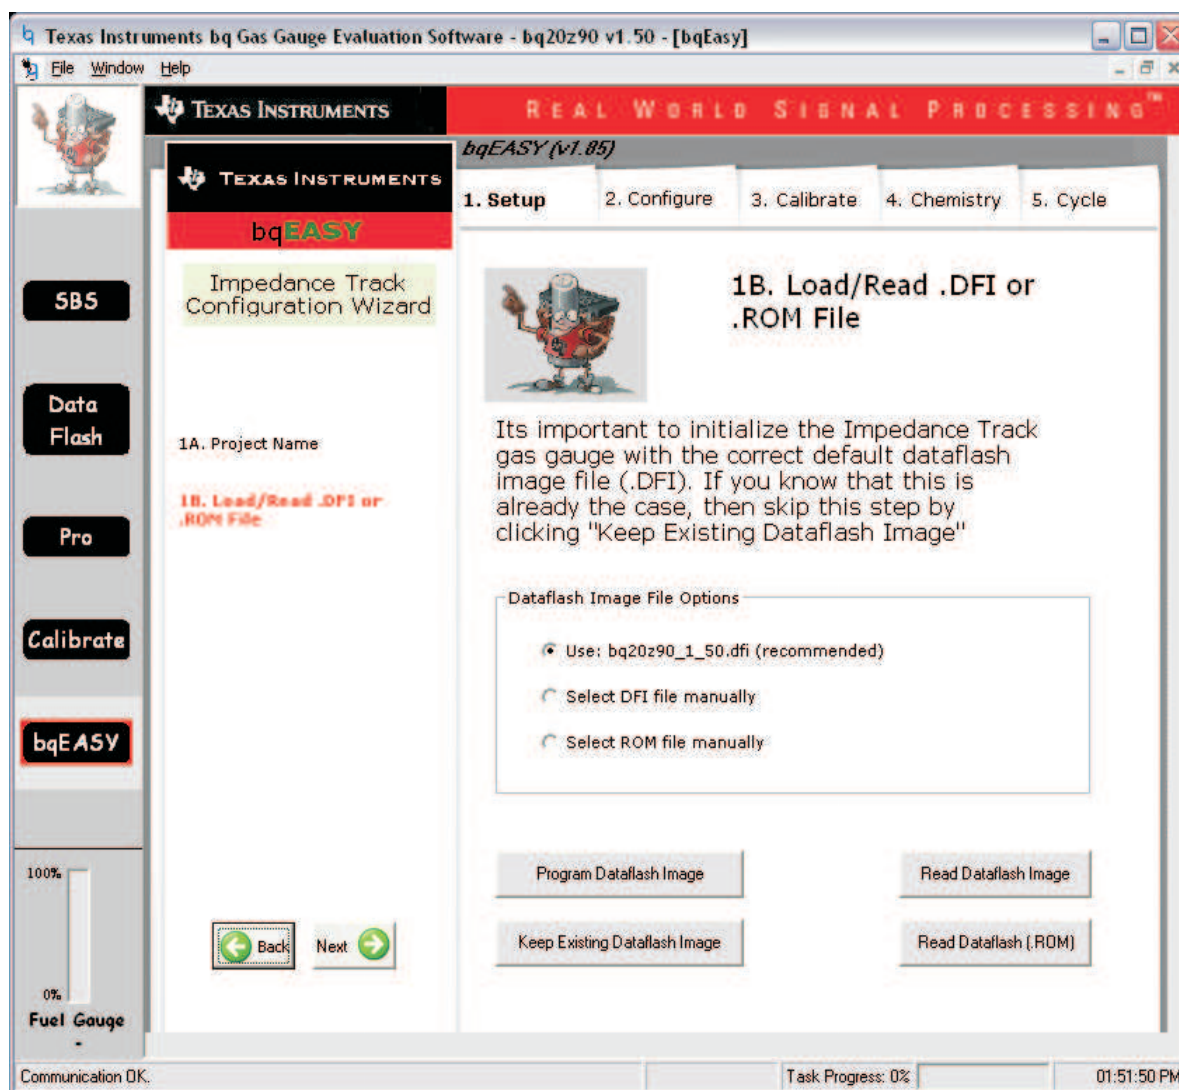 Texas Instruments bq Gas Gauge Evaluation Software - bq20z90 v1.50 - [bqEasy]
File Window Help
TEXAS INSTRUMENTS
REAL WORLD SIGNAL PROCESSING™
bqEASY (v1.85)
TEXAS INSTRUMENTS
bqEASY
1. Setup
2. Configure
3. Calibrate
4. Chemistry
5. Cycle
SBS
Data
Flash
Pro
Calibrate
bqEASY
100%
0%
Fuel Gauge
-
Impedance Track
Configuration Wizard
1A. Project Name
1B. Load/Read .DFI or
.ROM File
Back
Next
1B. Load/Read .DFI or
.ROM File
Its important to initialize the Impedance Track
gas gauge with the correct default dataflash
image file (.DFI). If you know that this is
already the case, then skip this step by
clicking "Keep Existing Dataflash Image"
Dataflash Image File Options
Use: bq20z90_1_50.dfi (recommended)
Select DFI file manually
Select ROM file manually
Program Dataflash Image
Read Dataflash Image
Keep Existing Dataflash Image
Read Dataflash (.ROM)
Communication OK.
Task Progress: 0%
01:51:50 PM